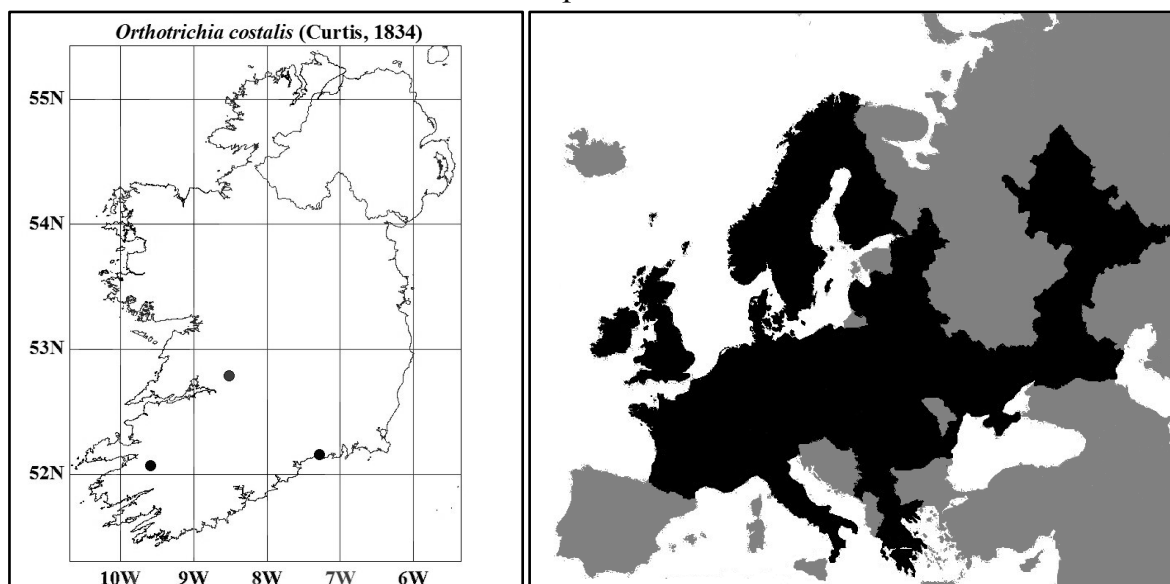 Orthotrichia costalis (Curtis, 1834)
55N
54N
53N
52N
10W 9W 8W 7W 6W